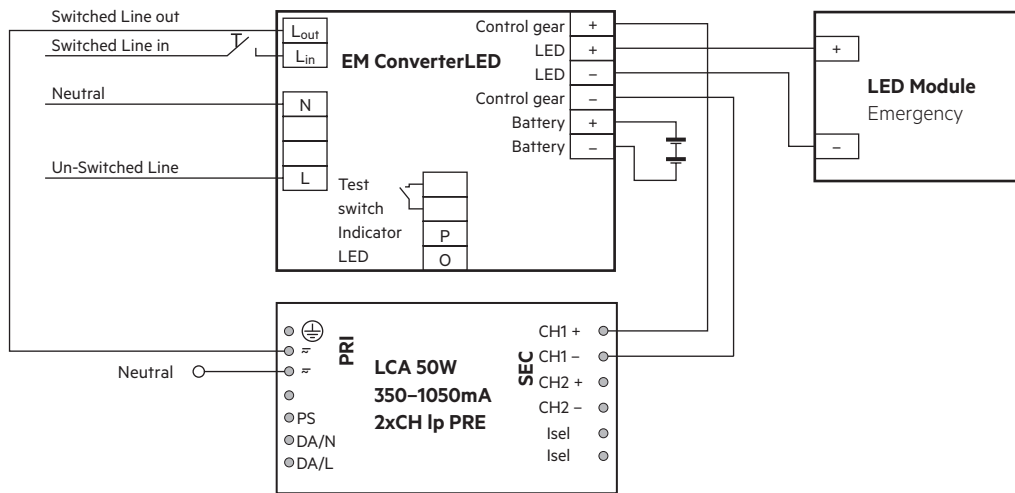 Switched Line out
Switched Line in
Neutral
Un-Switched Line
Lout
Lin
N
L
EM ConverterLED
Test
switch
Indicator
LED
P
O
Control gear +
LED +
LED −
Control gear −
Battery +
Battery −
+
−
LED Module
Emergency
Neutral
PRI
≂
≂
PS
DA/N
DA/L
LCA 50W
350–1050mA
2xCH lp PRE
SEC
CH1 +
CH1 −
CH2 +
CH2 −
Isel
Isel